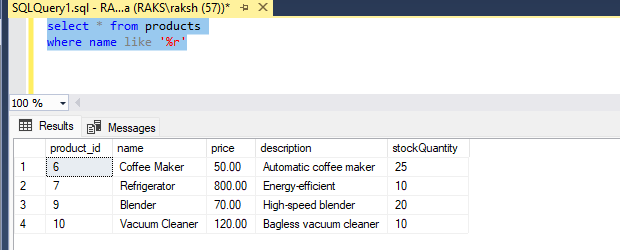 SQLQuery1.sql - RA...a (RAKS\raksh (57))*
select * from products
where name like '%r'
100 %
Results Messages
product_id name price description stockQuantity
1 6 Coffee Maker 50.00 Automatic coffee maker 25
2 7 Refrigerator 800.00 Energy-efficient 10
3 9 Blender 70.00 High-speed blender 20
4 10 Vacuum Cleaner 120.00 Bagless vacuum cleaner 10